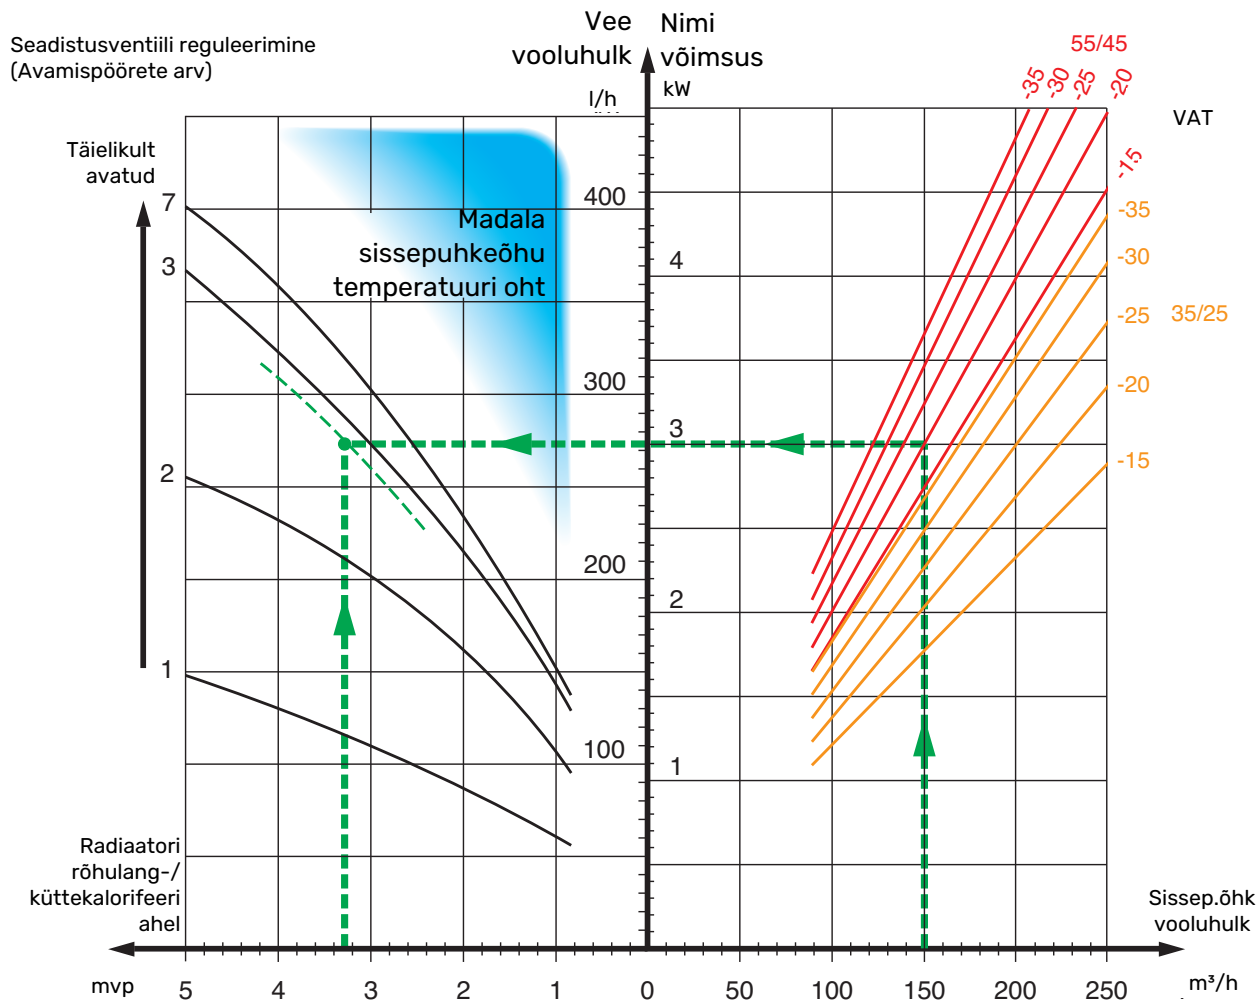 Seadistusventiili reguleerimine
(Avamispöörete arv)
Vee
vooluhulk
l/h
Nimi
võimsus
kW
55/45
-35
-30
-25
-20
-15
VAT
-35
-30
-25
35/25
-20
-15
Täielikult
avatud
7
3
2
1
Madala
sissepuhkeõhu
temperatuuri oht
400
300
200
100
4
3
2
1
Radiaatori
rõhulang-/
küttekalorifeeri
ahel
Sissep.õhk
vooluhulk
mvp
5
4
3
2
1
0
50
100
150
200
250
m³/h